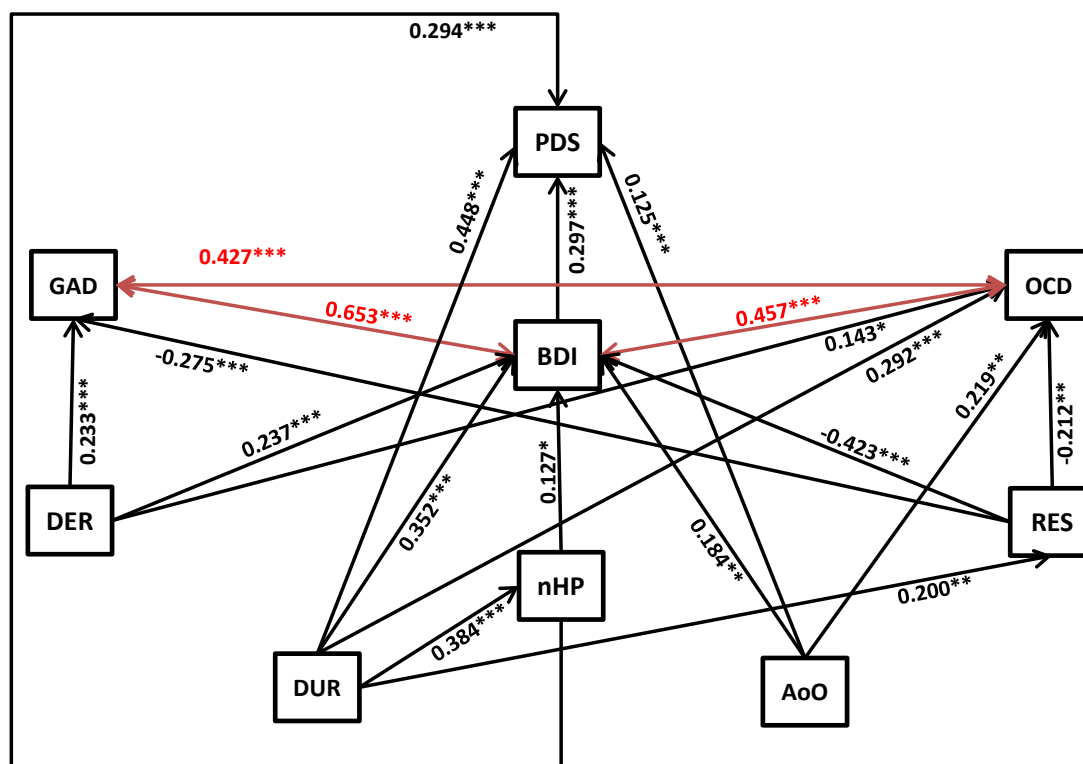 0.294***
PDS
0.448***
0.297***
0.125***
GAD
0.427***
OCD
0.653***
0.457***
BDI
0.143*
-0.275***
0.292***
0.233***
0.237***
0.219**
-0.212**
-0.423***
0.127*
DER
RES
0.352***
0.184**
nHP
0.200**
0.384***
DUR
AoO